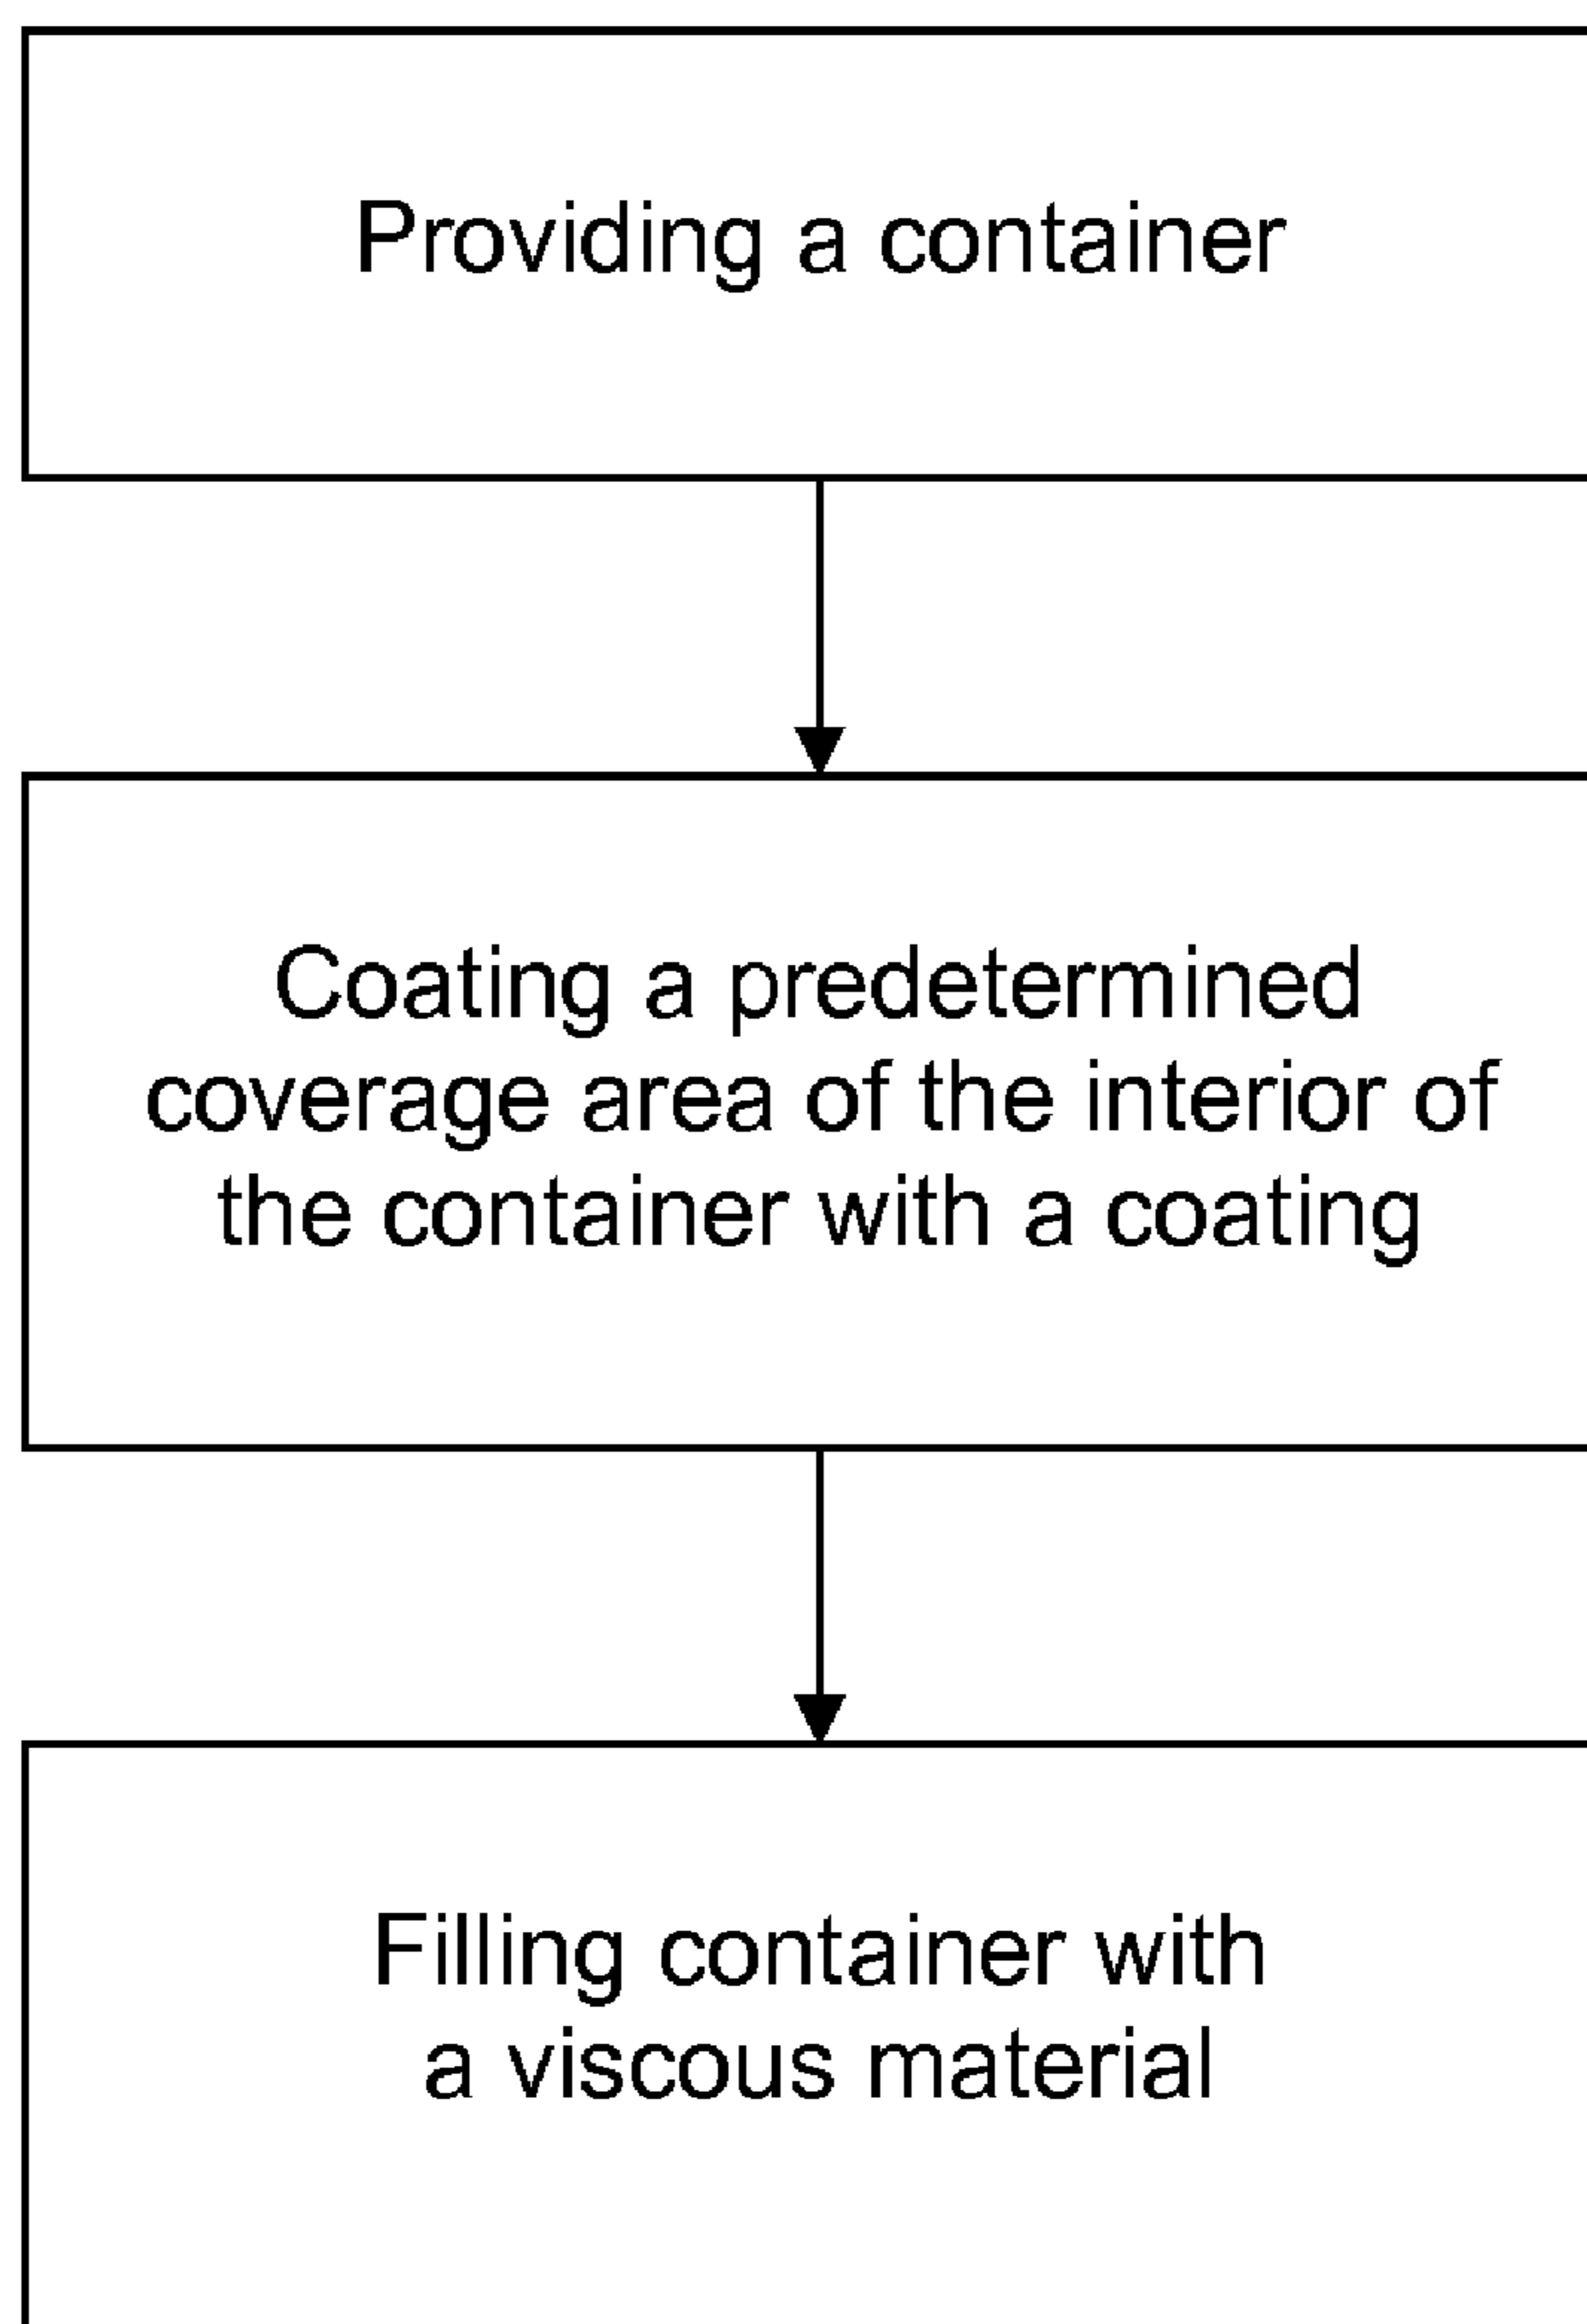 Providing a container
Coating a predetermined
coverage area of the interior of
the container with a coating
Filling container with
a viscous material